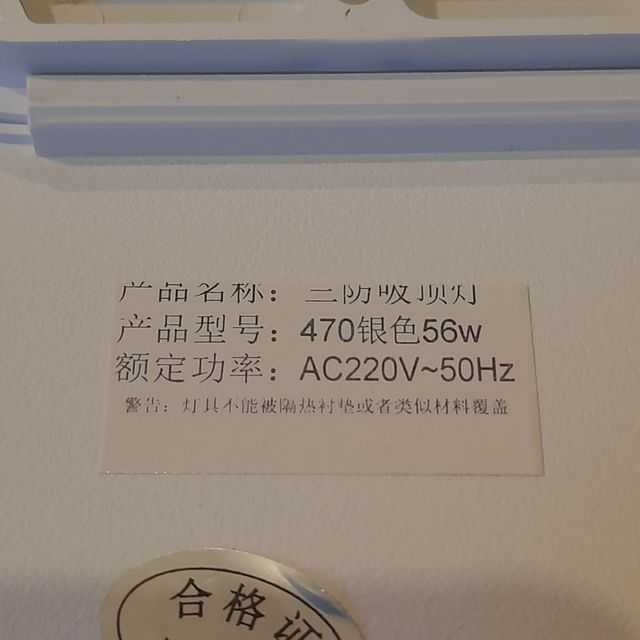 产品名称：三防吸顶灯
产品型号：470银色56w
额定功率：AC220V~50Hz
警告：灯具不能被隔热衬垫或者类似材料覆盖
合格证